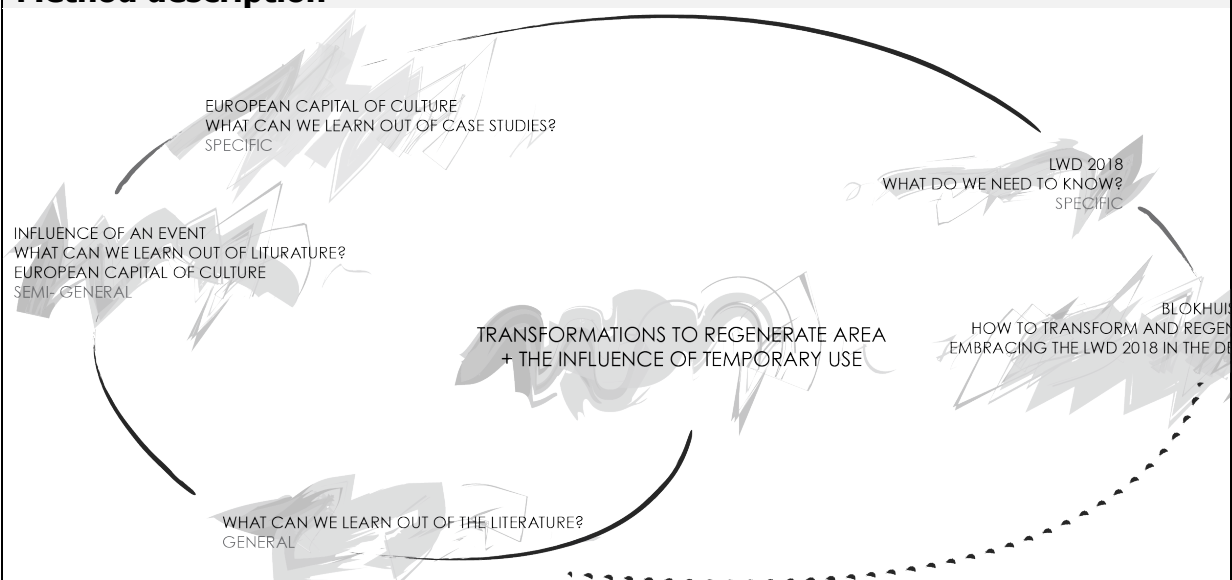 Method description
EUROPEAN CAPITAL OF CULTURE
WHAT CAN WE LEARN OUT OF CASE STUDIES?
SPECIFIC
LWD 2018
WHAT DO WE NEED TO KNOW?
SPECIFIC
INFLUENCE OF AN EVENT
WHAT CAN WE LEARN OUT OF LITURATURE?
EUROPEAN CAPITAL OF CULTURE
SEMI- GENERAL
TRANSFORMATIONS TO REGENERATE AREA
+ THE INFLUENCE OF TEMPORARY USE
BLOKHUIS
HOW TO TRANSFORM AND REGEN
EMBRACING THE LWD 2018 IN THE DE
WHAT CAN WE LEARN OUT OF THE LITERATURE?
GENERAL